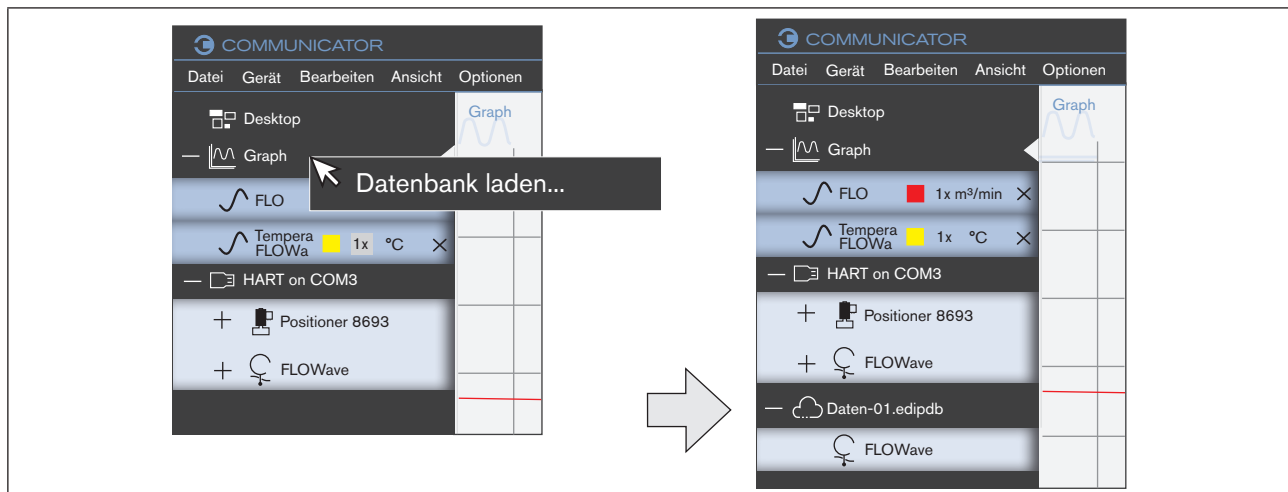 COMMUNICATOR
Datei Gerät Bearbeiten Ansicht Optionen
Desktop
Graph
Graph
Datenbank laden...
FLO
Tempera
FLOWa
1x °C
HART on COM3
Positioner 8693
FLOWave
COMMUNICATOR
Datei Gerät Bearbeiten Ansicht Optionen
Desktop
Graph
Graph
FLO 1x m³/min
Tempera
FLOWa
1x °C
HART on COM3
Positioner 8693
FLOWave
Daten-01.edipdb
FLOWave